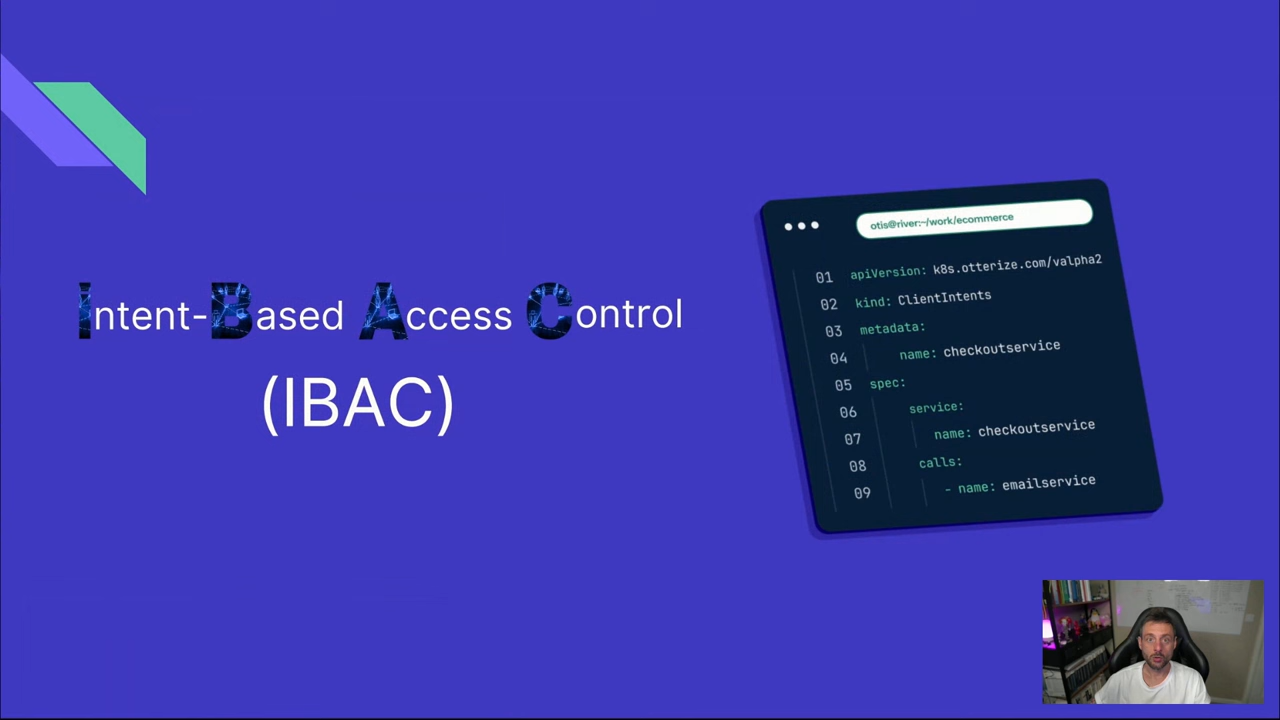 Intent-Based Access Control
(IBAC)
otis@river:~/work/ecommerce
01 apiVersion: k8s.otterize.com/valpha2
02 kind: ClientIntents
03 metadata:
04 name: checkoutservice
05 spec:
06 service:
07 name: checkoutservice
08 calls:
09 - name: emailservice